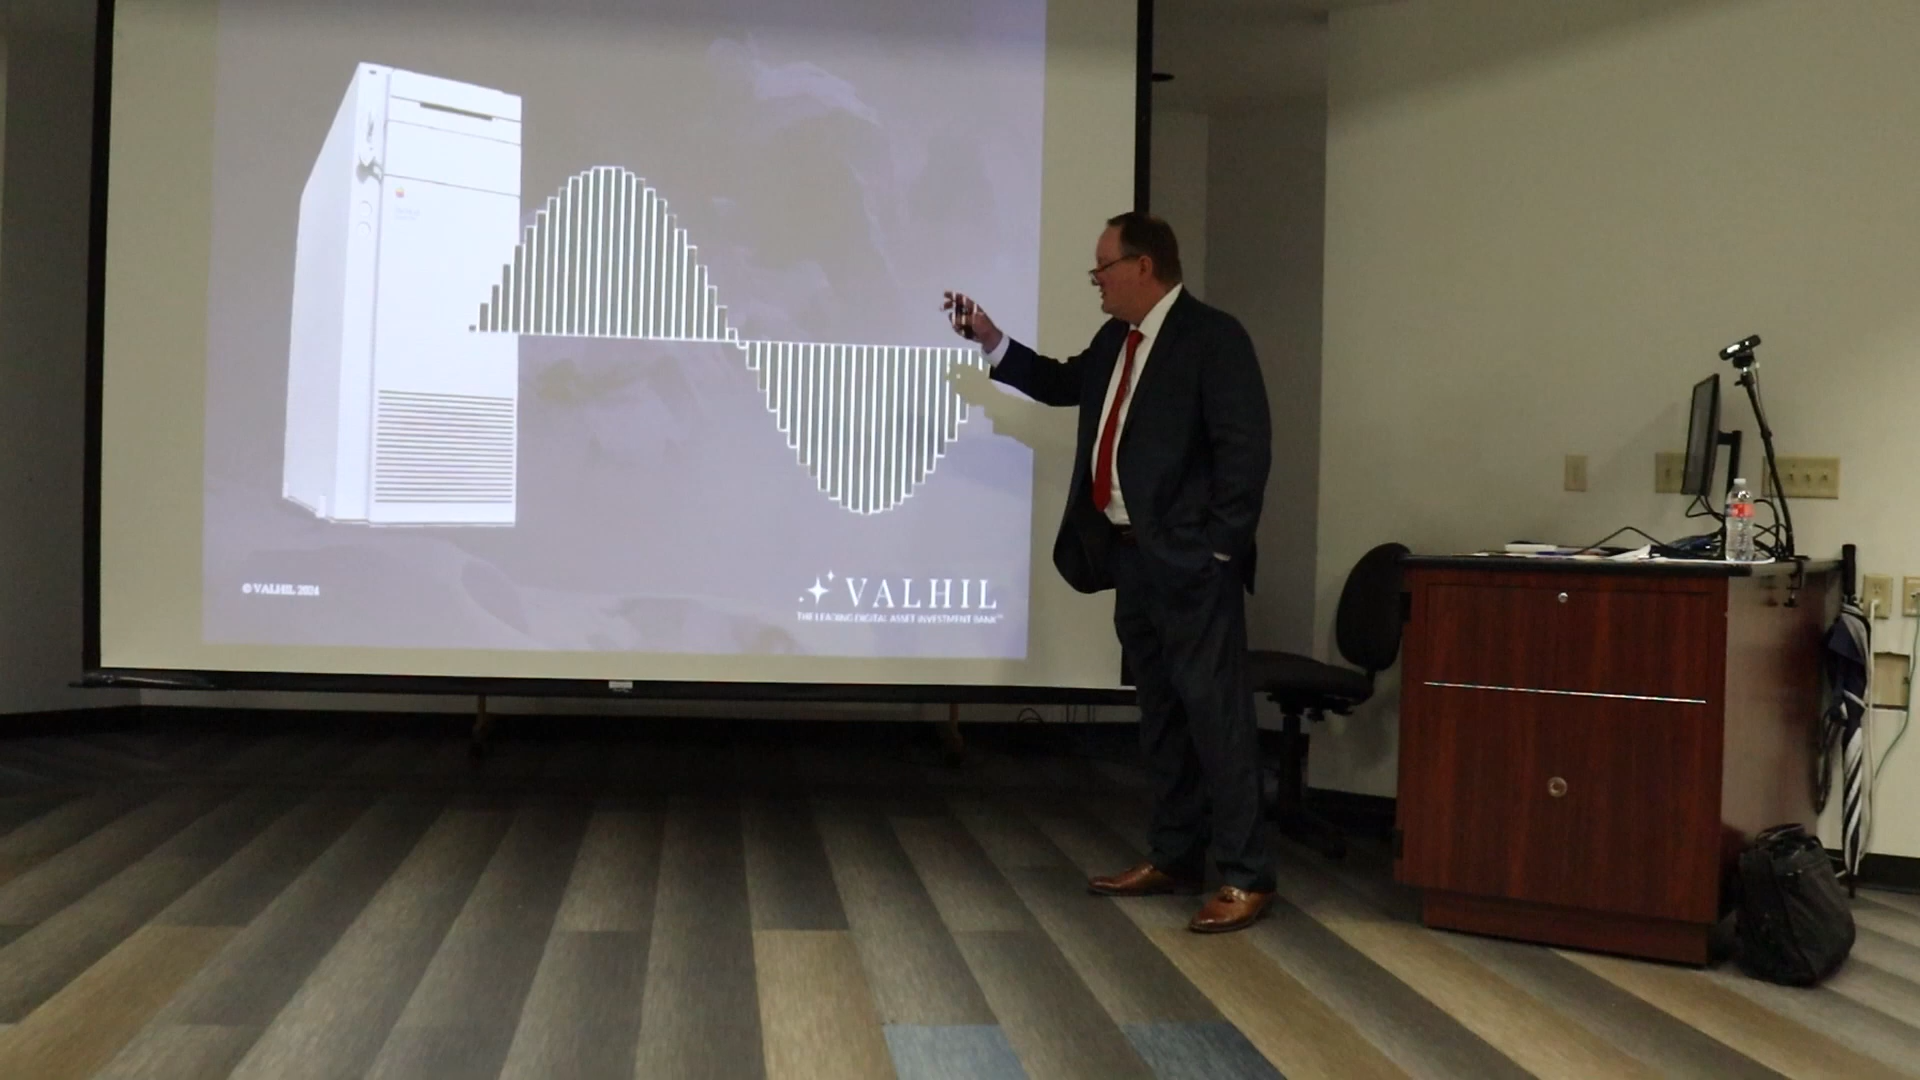 © VALHIL 2024
VALHIL
THE LEADING DIGITAL ASSET INVESTMENT BANK™